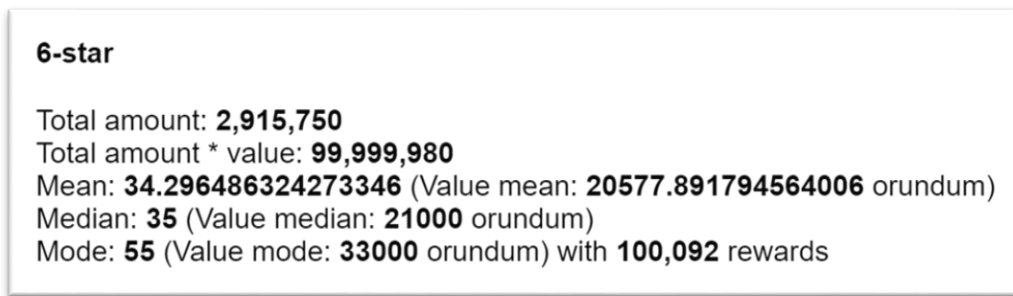 6-star
Total amount: 2,915,750
Total amount * value: 99,999,980
Mean: 34.296486324273346 (Value mean: 20577.891794564006 orundum)
Median: 35 (Value median: 21000 orundum)
Mode: 55 (Value mode: 33000 orundum) with 100,092 rewards